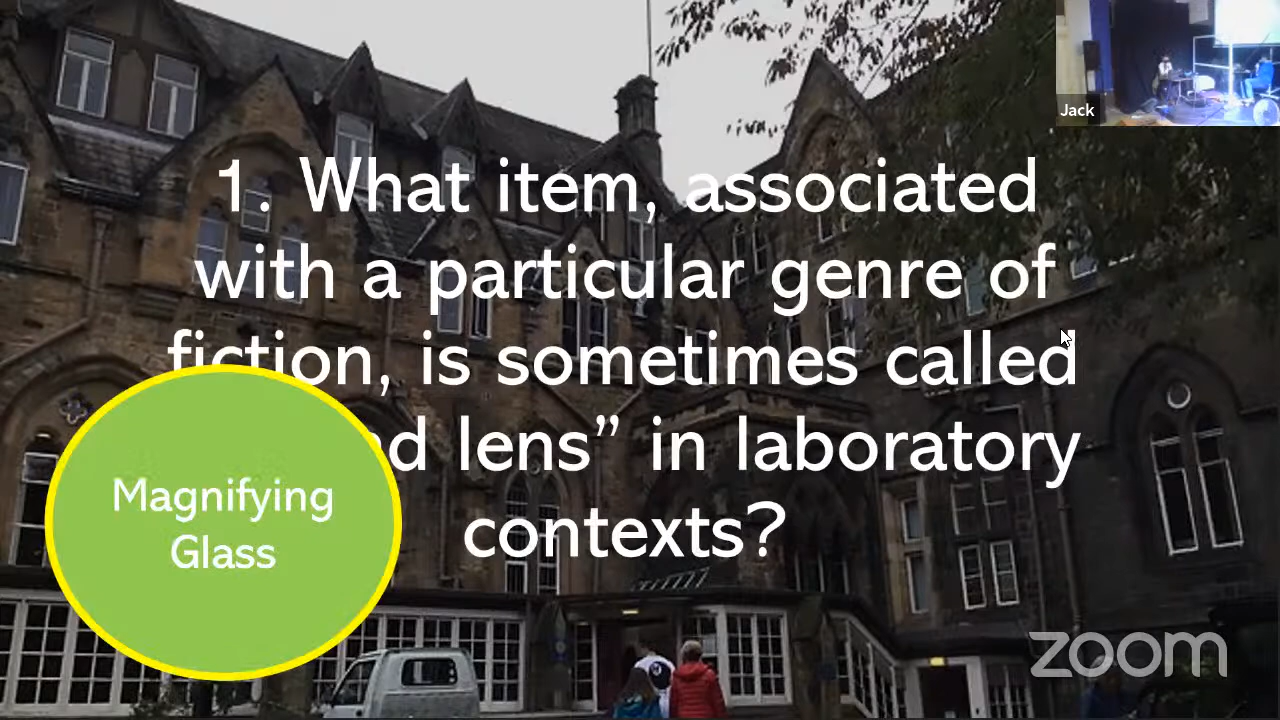 Jack
1. What item, associated
with a particular genre of
fiction, is sometimes called
lens” in laboratory
contexts?
Magnifying
Glass
zoom